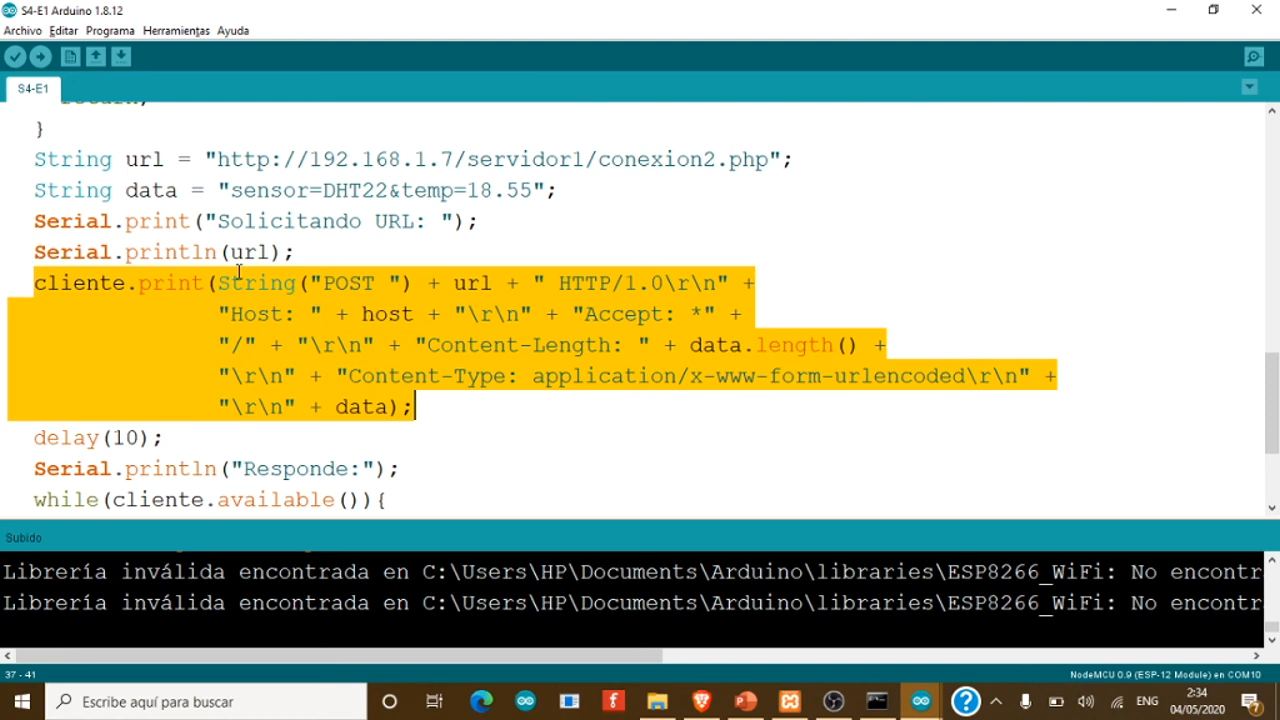 S4-E1 Arduino 1.8.12
Archivo Editar Programa Herramientas Ayuda
S4-E1
return;
}
String url = "http://192.168.1.7/servidor1/conexion2.php";
String data = "sensor=DHT22&temp=18.55";
Serial.print("Solicitando URL: ");
Serial.println(url);
cliente.print(String("POST ") + url + " HTTP/1.0\r\n" +
"Host: " + host + "\r\n" + "Accept: *" +
"/" + "\r\n" + "Content-Length: " + data.length() +
"\r\n" + "Content-Type: application/x-www-form-urlencoded\r\n" +
"\r\n" + data);
delay(10);
Serial.println("Responde:");
while(cliente.available()){
Subido
Librería inválida encontrada en C:\Users\HP\Documents\Arduino\libraries\ESP8266_WiFi: No encontr
Librería inválida encontrada en C:\Users\HP\Documents\Arduino\libraries\ESP8266_WiFi: No encontr
37 - 41
NodeMCU 0.9 (ESP-12 Module) en COM10
Escribe aquí para buscar
ENG
2:34
04/05/2020